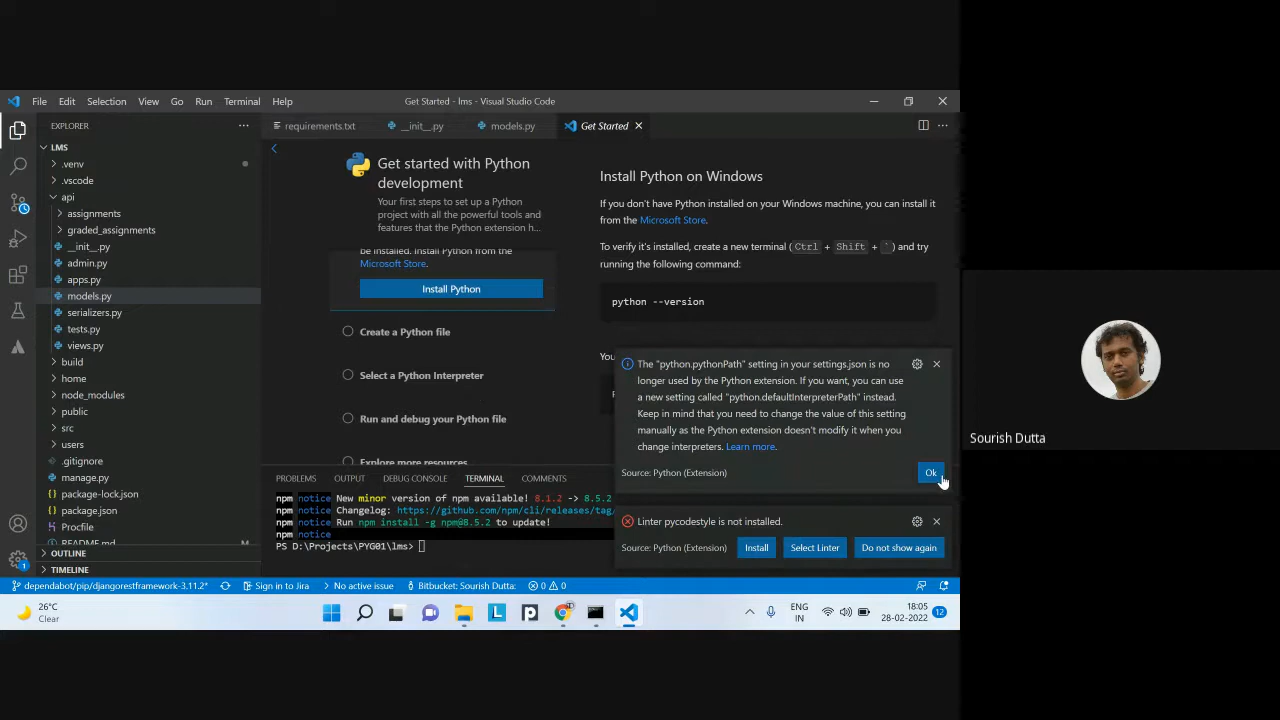 File Edit Selection View Go Run Terminal Help
Get Started - lms - Visual Studio Code
EXPLORER
LMS
.venv
.vscode
api
assignments
graded_assignments
__init__.py
admin.py
apps.py
models.py
serializers.py
tests.py
views.py
build
home
node_modules
public
src
users
.gitignore
manage.py
package-lock.json
package.json
Procfile
README.md M
OUTLINE
TIMELINE
requirements.txt
__init__.py
models.py
Get Started
Get started with Python
development
Your first steps to set up a Python
project with all the powerful tools and
features that the Python extension h...
be installed. Install Python from the
Microsoft Store.
Install Python
Create a Python file
Select a Python Interpreter
Run and debug your Python file
Explore more resources
Install Python on Windows
If you don't have Python installed on your Windows machine, you can install it
from the Microsoft Store.
To verify it's installed, create a new terminal (Ctrl + Shift + `) and try
running the following command:
python --version
You
The "python.pythonPath" setting in your settings.json is no
longer used by the Python extension. If you want, you can use
a new setting called "python.defaultInterpreterPath" instead.
Keep in mind that you need to change the value of this setting
manually as the Python extension doesn't modify it when you
change interpreters. Learn more.
Source: Python (Extension)
Ok
Linter pycodestyle is not installed.
Source: Python (Extension)
Install
Select Linter
Do not show again
PROBLEMS OUTPUT DEBUG CONSOLE TERMINAL COMMENTS
npm notice New minor version of npm available! 8.1.2 -> 8.5.2
npm notice Changelog: https://github.com/npm/cli/releases/tag/
npm notice Run npm install -g npm@8.5.2 to update!
npm notice
PS D:\Projects\PYG01\lms>
dependabot/pip/djangorestframework-3.11.2* Sign in to Jira No active issue Bitbucket: Sourish Dutta: 0 0
26°C
Clear
ENG
IN
18:05
28-02-2022
12
Sourish Dutta